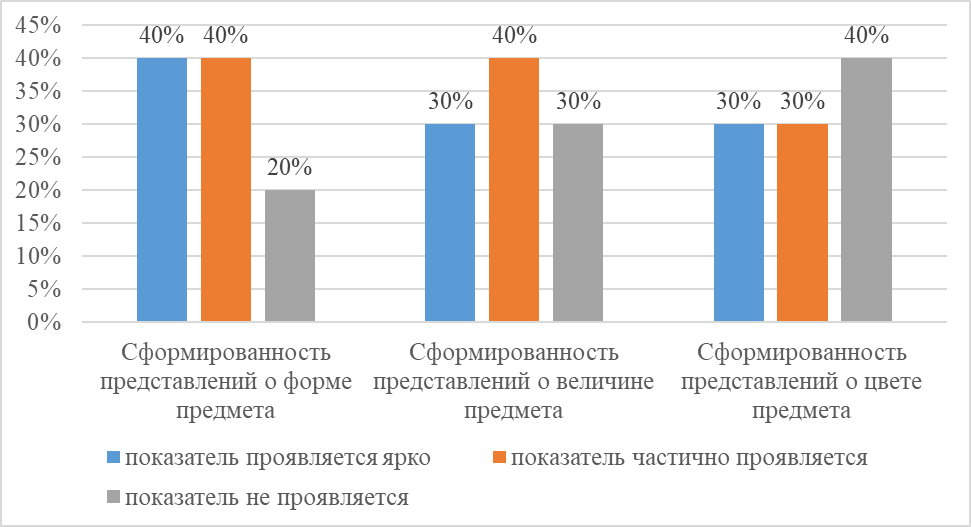 45%
40%
35%
30%
25%
20%
15%
10%
5%
0%
40% 40% 20%
30% 40% 30%
30% 30% 40%
Сформированность
представлений о форме
предмета
Сформированность
представлений о величине
предмета
Сформированность
представлений о цвете
предмета
показатель проявляется ярко
показатель частично проявляется
показатель не проявляется